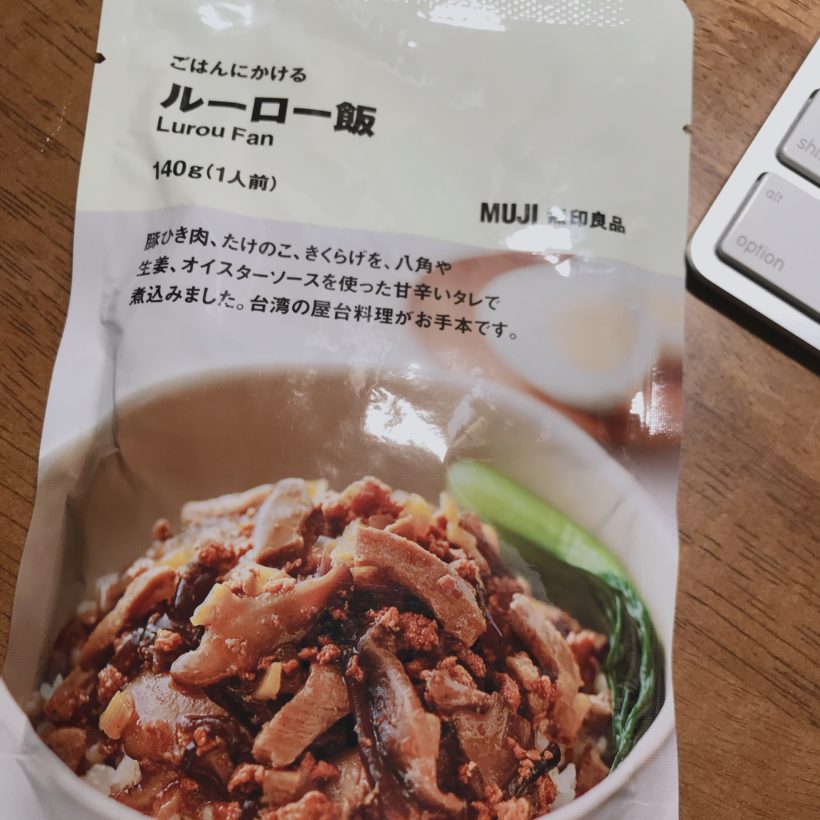 ごはんにかける
ルーロー飯
Lurou Fan
140g(1人前)
MUJI 無印良品
豚ひき肉、たけのこ、きくらげを、八角や
生姜、オイスターソースを使った甘辛いタレで
煮込みました。台湾の屋台料理がお手本です。
alt
option